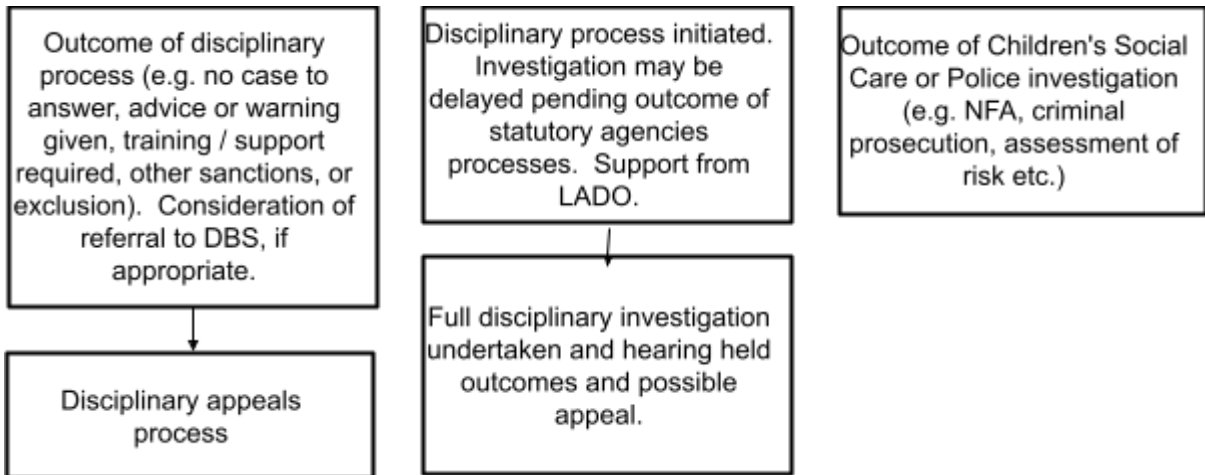 Outcome of disciplinary
process (e.g. no case to
answer, advice or warning
given, training / support
required, other sanctions, or
exclusion).  Consideration of
referral to DBS, if
appropriate.
Disciplinary appeals
process
Disciplinary process initiated.
Investigation may be
delayed pending outcome of
statutory agencies
processes.  Support from
LADO.
Full disciplinary investigation
undertaken and hearing held
outcomes and possible
appeal.
Outcome of Children's Social
Care or Police investigation
(e.g. NFA, criminal
prosecution, assessment of
risk etc.)